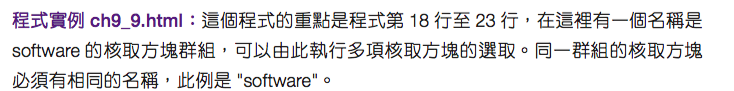 程式實例 ch9_9.html：這個程式的重點是程式第 18 行至 23 行，在這裡有一個名稱是
software 的核取方塊群組，可以由此執行多項核取方塊的選取。同一群組的核取方塊
必須有相同的名稱，此例是 "software"。